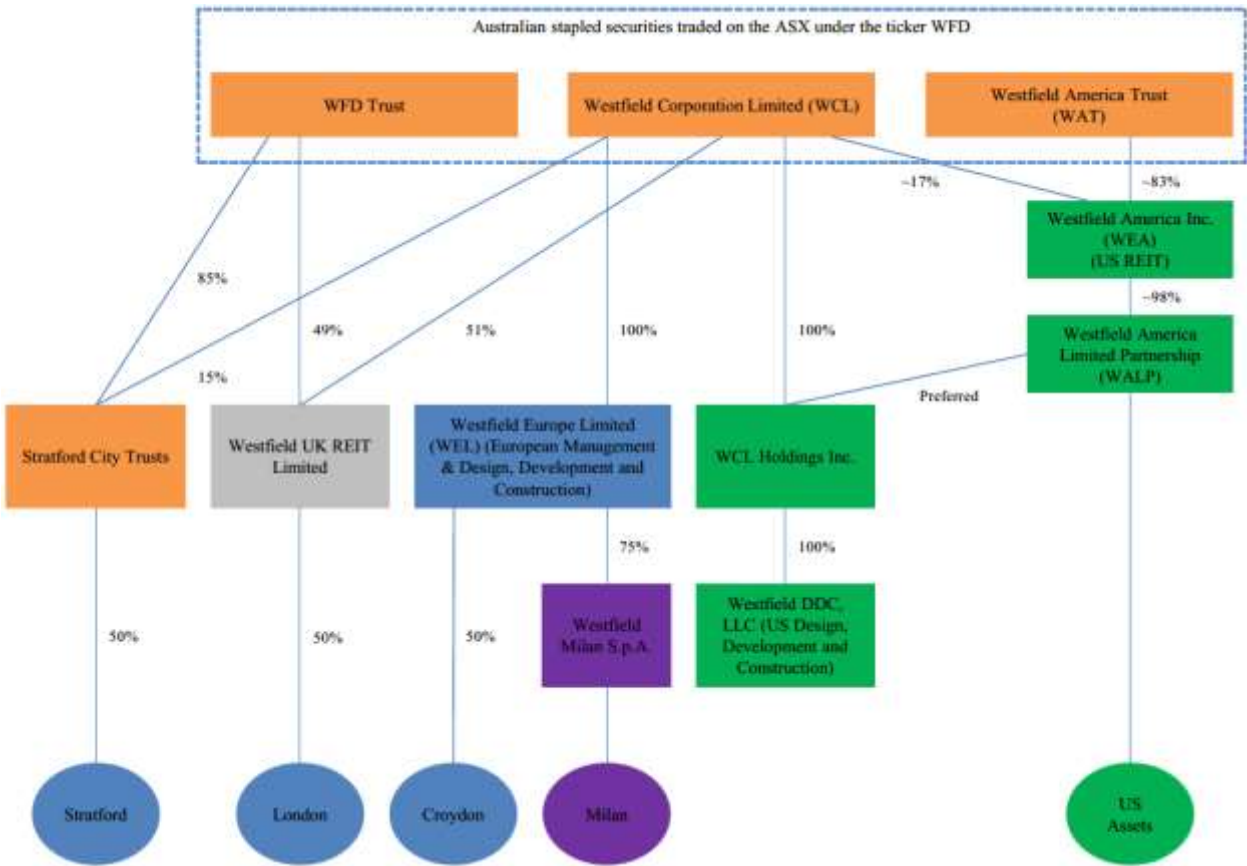 Australian stapled securities traded on the ASX under the ticker WFD
WFD Trust
Westfield Corporation Limited (WCL)
Westfield America Trust
(WAT)
~17%
~83%
Westfield America Inc.
(WEA)
(US REIT)
85%
~98%
49%
51%
100%
100%
Westfield America
Limited Partnership
(WALP)
15%
Preferred
Stratford City Trusts
Westfield UK REIT
Limited
Westfield Europe Limited
(WEL) (European Management
& Design, Development and
Construction)
WCL Holdings Inc.
75%
100%
50%
50%
50%
Westfield
Milan S.p.A.
Westfield DDC,
LLC (US Design,
Development and
Construction)
Stratford
London
Croydon
Milan
US
Assets